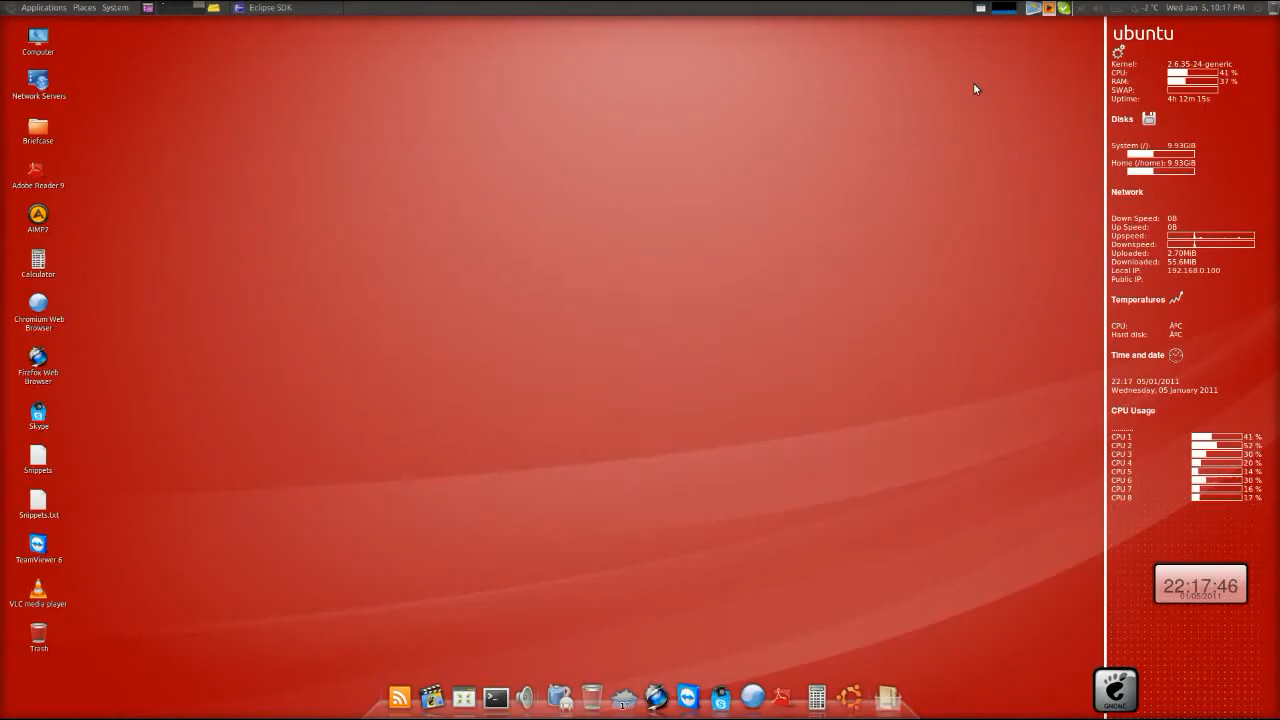 Applications Places System Eclipse SDK -2 °C Wed Jan 5, 10:17 PM
Computer
Network Servers
Briefcase
Adobe Reader 9
AIMP2
Calculator
Chromium Web
Browser
Firefox Web
Browser
Skype
Snippets
Snippets.txt
TeamViewer 6
VLC media player
Trash
ubuntu
Kernel: 2.6.35-24-generic
CPU: 41 %
RAM: 37 %
SWAP:
Uptime: 4h 12m 15s
Disks
System (/): 9.93GiB
Home (/home): 9.93GiB
Network
Down Speed: 0B
Up Speed: 0B
Upspeed:
Downspeed:
Uploaded: 2.70MiB
Downloaded: 55.6MiB
Local IP: 192.168.0.100
Public IP:
Temperatures
CPU: ÂºC
Hard disk: ÂºC
Time and date
22:17 05/01/2011
Wednesday, 05 January 2011
CPU Usage
...........
CPU 1 41 %
CPU 2 52 %
CPU 3 30 %
CPU 4 20 %
CPU 5 14 %
CPU 6 30 %
CPU 7 16 %
CPU 8 17 %
22:17:46
01/05/2011
GNOME